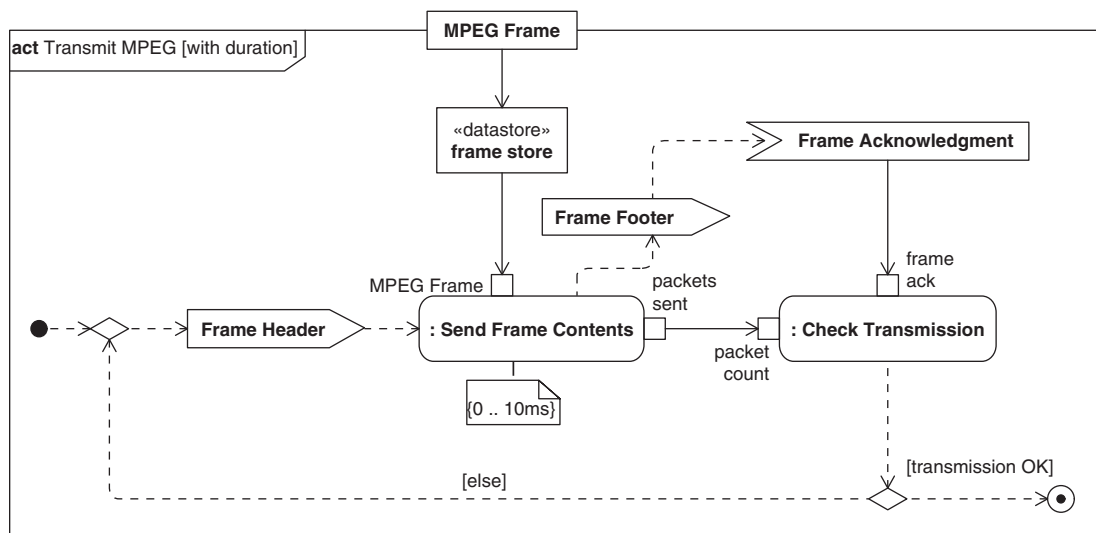 MPEG Frame
act Transmit MPEG [with duration]
«datastore»
frame store
Frame Acknowledgment
Frame Footer
MPEG Frame
packets
sent
frame
ack
Frame Header
: Send Frame Contents
: Check Transmission
packet
count
{0 .. 10ms}
[else]
[transmission OK]